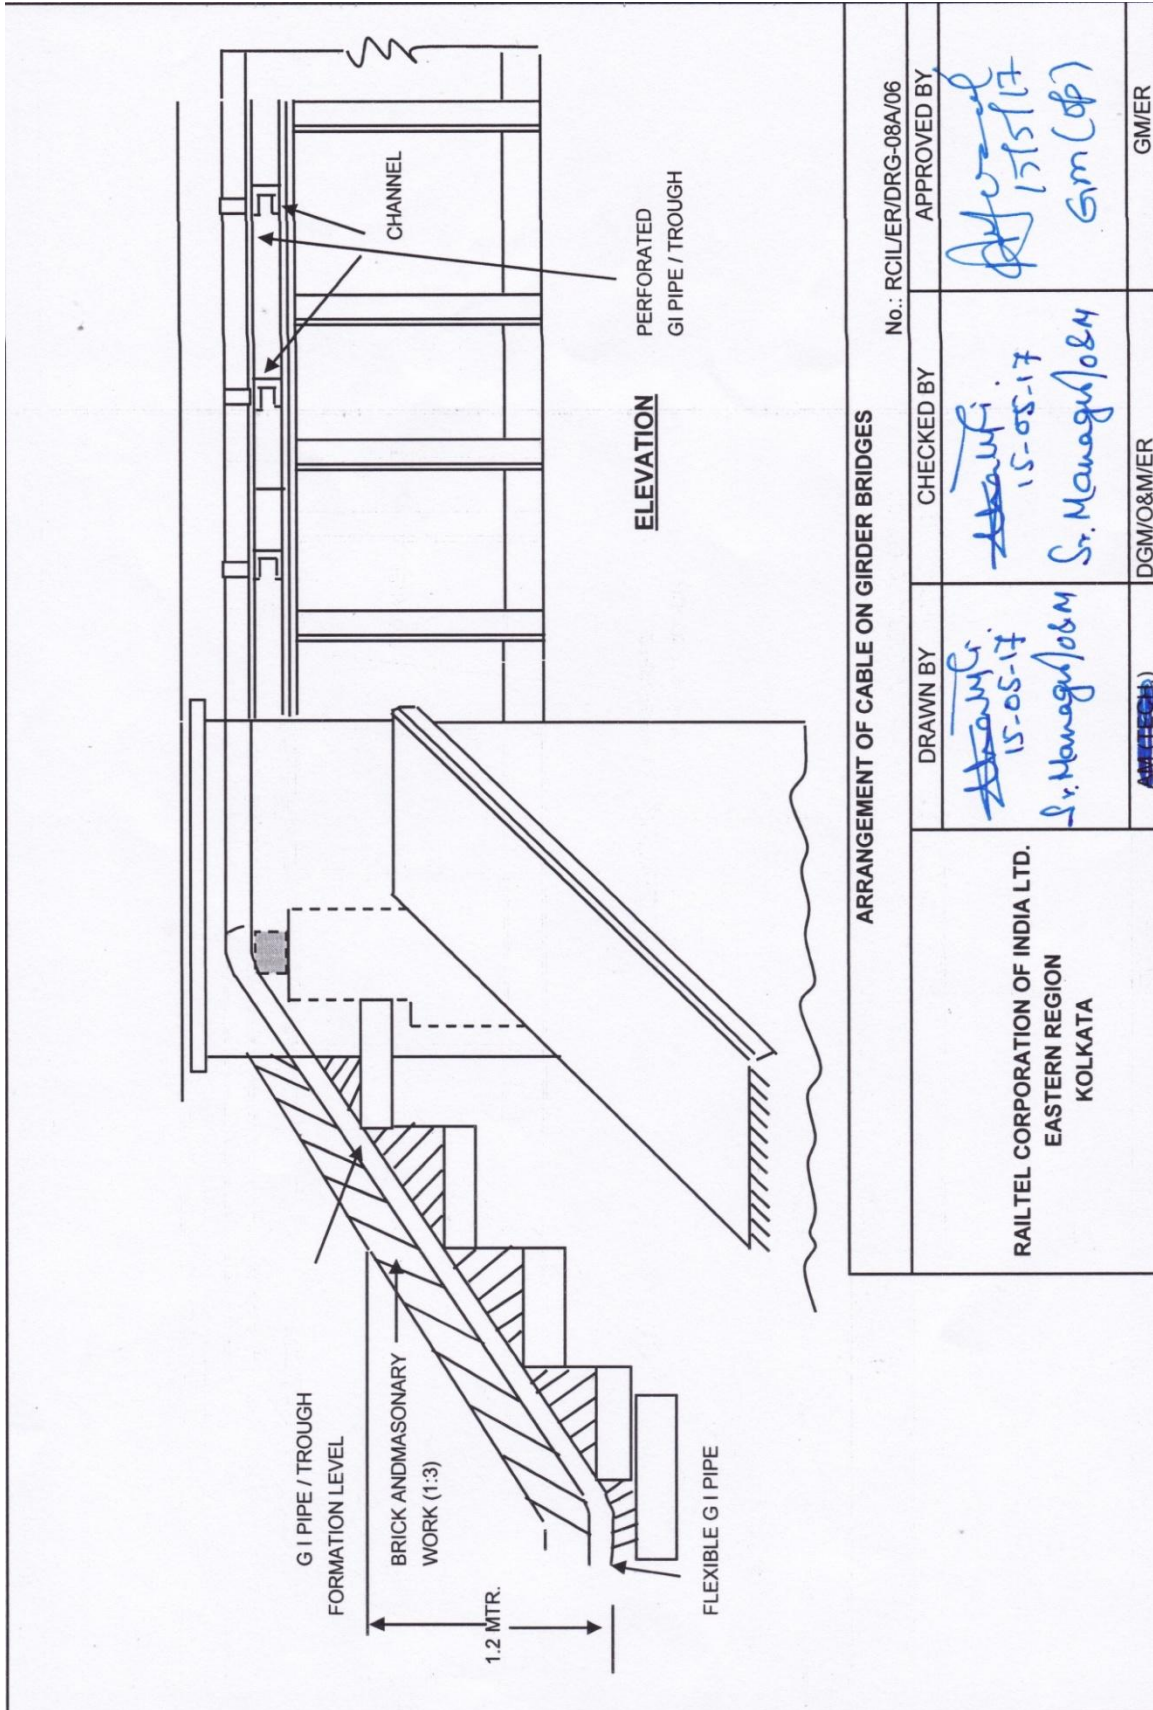 G I PIPE / TROUGH
FORMATION LEVEL
BRICK ANDMASONARY
WORK (1:3)
1.2 MTR.
FLEXIBLE G I PIPE
CHANNEL
PERFORATED
GI PIPE / TROUGH
ELEVATION
ARRANGEMENT OF CABLE ON GIRDER BRIDGES
No.: RCIL/ER/DRG-08A/06
RAILTEL CORPORATION OF INDIA LTD.
EASTERN REGION
KOLKATA
DRAWN BY
15-05-17
Sr. Manager/O&M
CHECKED BY
15-05-17
Sr. Manager/O&M
DGM/O&M/ER
APPROVED BY
15/5/17
GM (OP)
GM/ER